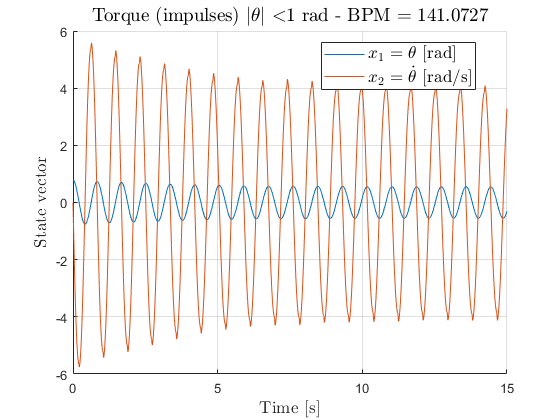 Torque (impulses) |θ| <1 rad - BPM = 141.0727
x₁ = θ [rad]
x₂ = θ̇ [rad/s]
6
4
2
0
-2
-4
-6
State vector
0 5 10 15
Time [s]